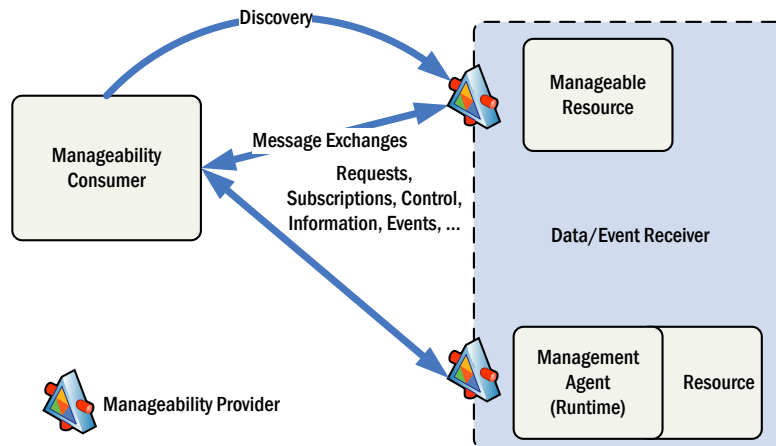 Discovery
Manageable
Resource
Manageability
Consumer
Message Exchanges
Requests,
Subscriptions, Control,
Information, Events, ...
Data/Event Receiver
Management
Agent
(Runtime)
Resource
Manageability Provider